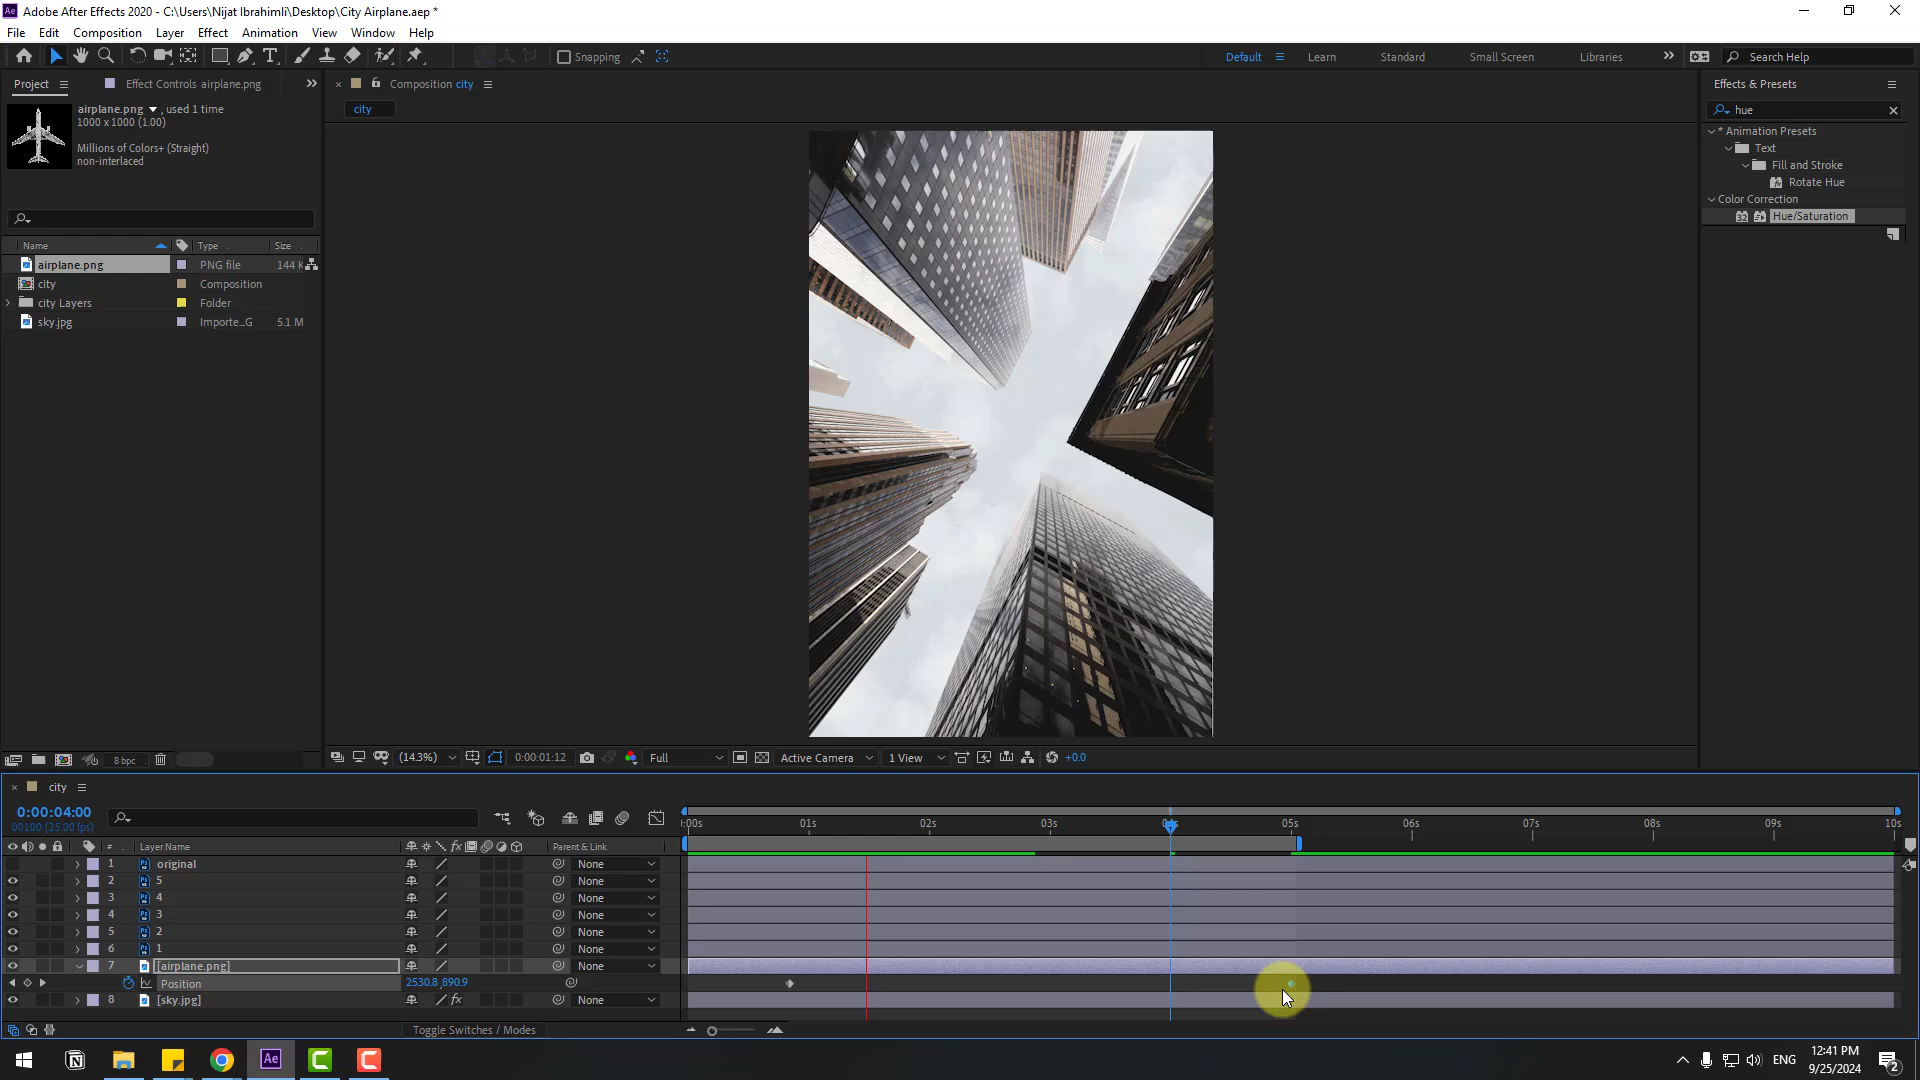 Adobe After Effects 2020 - C:\Users\Nijat Ibrahimli\Desktop\City Airplane.aep *
File Edit Composition Layer Effect Animation View Window Help
Snapping
Default Learn Standard Small Screen Libraries Search Help
Project Effect Controls airplane.png
airplane.png , used 1 time
1000 x 1000 (1.00)
Millions of Colors+ (Straight)
non-interlaced
Name Type Size
airplane.png PNG file 144 K
city Composition
city Layers Folder
sky.jpg Importe...G 5.1 M
8 bpc
Composition city
city
(14.3%) 0:00:01:12 Full Active Camera 1 View +0.0
Effects & Presets
hue
* Animation Presets
Text
Fill and Stroke
Rotate Hue
Color Correction
32 Hue/Saturation
city
0:00:04:00
00100 (25.00 fps)
:00s 01s 02s 03s 04s 05s 06s 07s 08s 09s 10s
# Layer Name Parent & Link
1 original None
2 5 None
3 4 None
4 3 None
5 2 None
6 1 None
7 [airplane.png] None
Position 2530.8,890.9
8 [sky.jpg] fx None
Toggle Switches / Modes
ENG
12:41 PM
9/25/2024
2